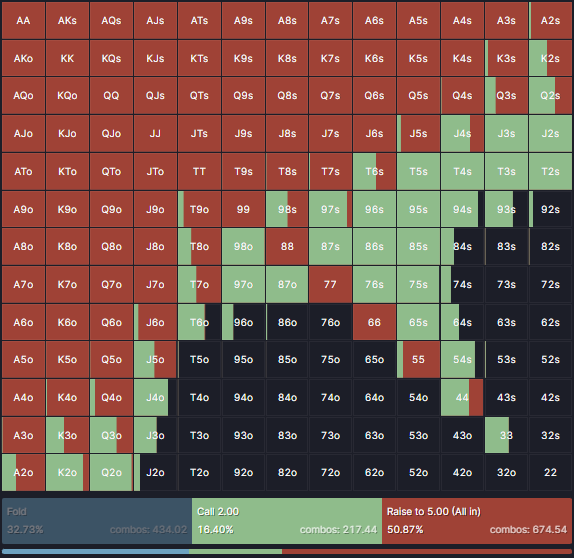 AA AKs AQs AJs ATs A9s A8s A7s A6s A5s A4s A3s A2s
AKo KK KQs KJs KTs K9s K8s K7s K6s K5s K4s K3s K2s
AQo KQo QQ QJs QTs Q9s Q8s Q7s Q6s Q5s Q4s Q3s Q2s
AJo KJo QJo JJ JTs J9s J8s J7s J6s J5s J4s J3s J2s
ATo KTo QTo JTo TT T9s T8s T7s T6s T5s T4s T3s T2s
A9o K9o Q9o J9o T9o 99 98s 97s 96s 95s 94s 93s 92s
A8o K8o Q8o J8o T8o 98o 88 87s 86s 85s 84s 83s 82s
A7o K7o Q7o J7o T7o 97o 87o 77 76s 75s 74s 73s 72s
A6o K6o Q6o J6o T6o 96o 86o 76o 66 65s 64s 63s 62s
A5o K5o Q5o J5o T5o 95o 85o 75o 65o 55 54s 53s 52s
A4o K4o Q4o J4o T4o 94o 84o 74o 64o 54o 44 43s 42s
A3o K3o Q3o J3o T3o 93o 83o 73o 63o 53o 43o 33 32s
A2o K2o Q2o J2o T2o 92o 82o 72o 62o 52o 42o 32o 22
Fold Call 2.00 Raise to 5.00 (All in)
32.73% combos: 434.02 16.40% combos: 217.44 50.87% combos: 674.54